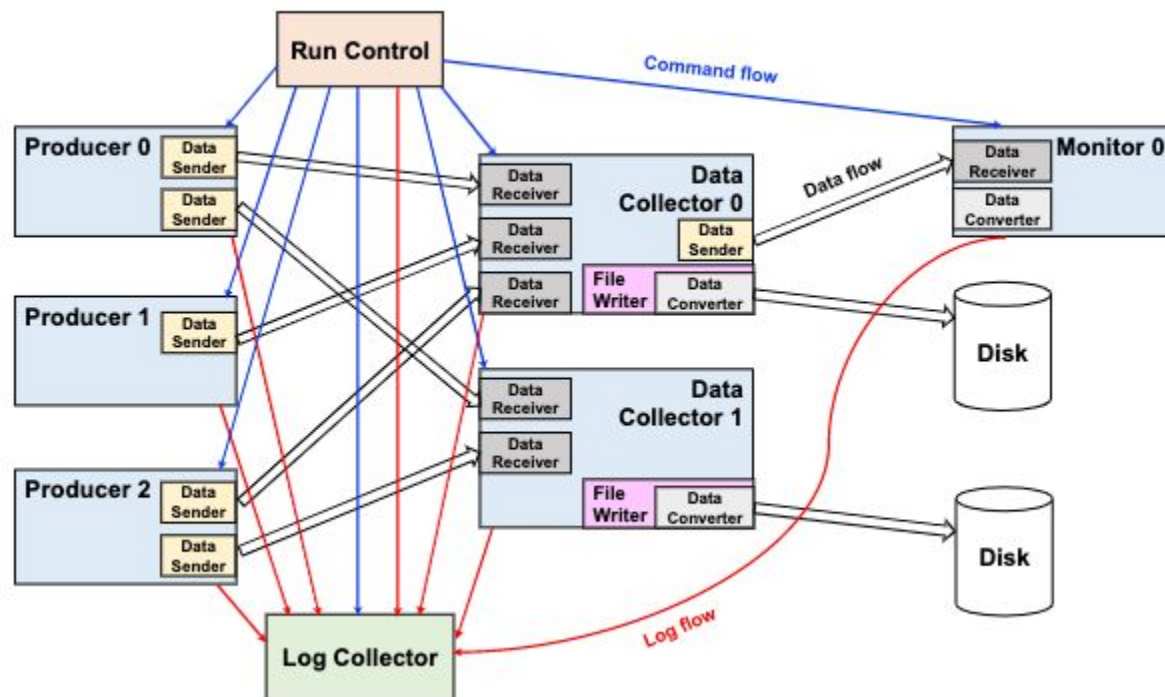 Run Control
Command flow
Producer 0
Data
Sender
Data
Sender
Data
Receiver
Data
Collector 0
Data flow
Data
Receiver
Monitor 0
Data
Converter
Data
Receiver
Data
Sender
Data
Receiver
File
Writer
Data
Converter
Producer 1
Data
Sender
Disk
Data
Receiver
Data
Collector 1
Data
Receiver
File
Writer
Data
Converter
Producer 2
Data
Sender
Data
Sender
Disk
Log Collector
Log flow